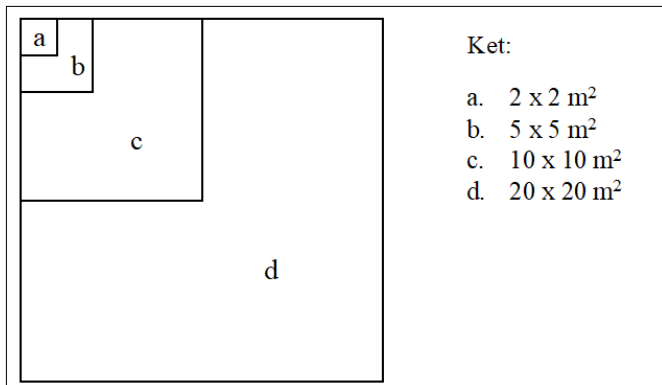 a
b
c
d
Ket:
a. 2 x 2 m²
b. 5 x 5 m²
c. 10 x 10 m²
d. 20 x 20 m²